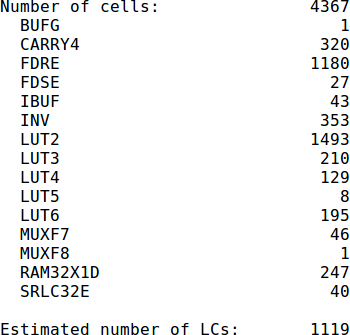 Number of cells: 4367
BUFG 1
CARRY4 320
FDRE 1180
FDSE 27
IBUF 43
INV 353
LUT2 1493
LUT3 210
LUT4 129
LUT5 8
LUT6 195
MUXF7 46
MUXF8 1
RAM32X1D 247
SRLC32E 40
Estimated number of LCs: 1119